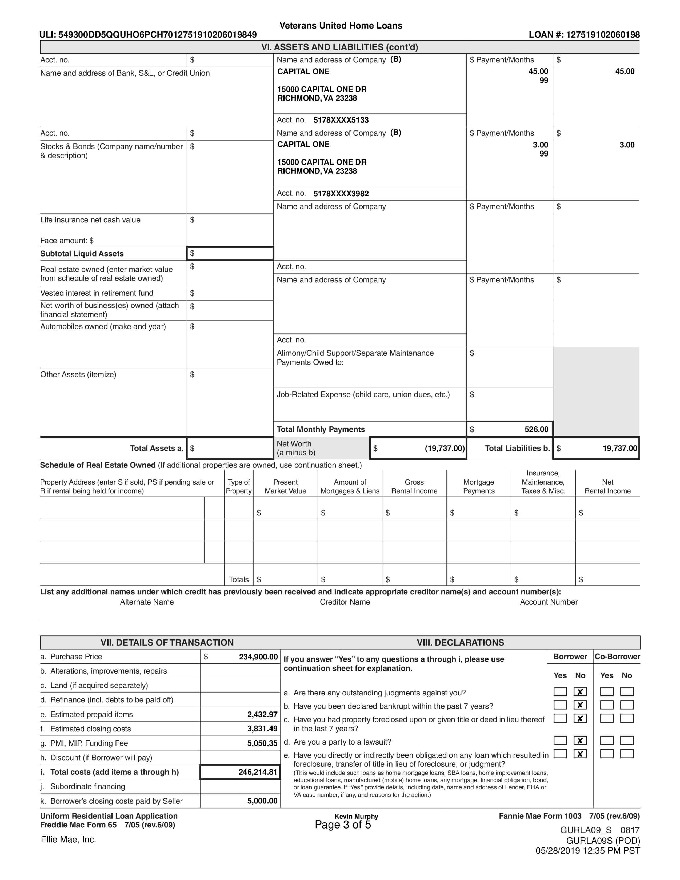 Veterans United Home Loans
ULI: 549300DD5QQUHO6PCH7012751910206019849 LOAN #: 127519102060198
VI. ASSETS AND LIABILITIES (cont'd)
Acct. no. $ Name and address of Company (B) $ Payment/Months $
Name and address of Bank, S&L, or Credit Union CAPITAL ONE 45.00 45.00
99
15000 CAPITAL ONE DR
RICHMOND, VA 23238
Acct. no. 5178XXXX5133
Acct. no. $ Name and address of Company (B) $ Payment/Months $
Stocks & Bonds (Company name/number $ CAPITAL ONE 3.00 3.00
& description) 99
15000 CAPITAL ONE DR
RICHMOND, VA 23238
Acct. no. 5178XXXX3982
Name and address of Company $ Payment/Months $
Life insurance net cash value $
Face amount: $
Subtotal Liquid Assets $
Real estate owned (enter market value $ Acct. no.
from schedule of real estate owned) Name and address of Company $ Payment/Months $
Vested interest in retirement fund $
Net worth of business(es) owned (attach $
financial statement)
Automobiles owned (make and year) $
Acct. no.
Alimony/Child Support/Separate Maintenance $
Payments Owed to:
Other Assets (itemize) $
Job-Related Expense (child care, union dues, etc.) $
Total Monthly Payments $ 526.00
Total Assets a. $ Net Worth $ (19,737.00) Total Liabilities b. $ 19,737.00
(a minus b)
Schedule of Real Estate Owned (If additional properties are owned, use continuation sheet.)
Insurance,
Property Address (enter S if sold, PS if pending sale or Type of Present Amount of Gross Mortgage Maintenance, Net
R if rental being held for income) Property Market Value Mortgages & Liens Rental Income Payments Taxes & Misc. Rental Income
$ $ $ $ $ $
Totals $ $ $ $ $ $
List any additional names under which credit has previously been received and indicate appropriate creditor name(s) and account number(s):
Alternate Name Creditor Name Account Number
VII. DETAILS OF TRANSACTION VIII. DECLARATIONS
a. Purchase Price $ 234,900.00
b. Alterations, improvements, repairs
c. Land (if acquired separately)
d. Refinance (incl. debts to be paid off)
e. Estimated prepaid items 2,432.97
f. Estimated closing costs 3,831.49
g. PMI, MIP, Funding Fee 5,050.35
h. Discount (if Borrower will pay)
i. Total costs (add items a through h) 246,214.81
j. Subordinate financing
k. Borrower's closing costs paid by Seller 5,000.00
If you answer "Yes" to any questions a through i, please use
continuation sheet for explanation.
Borrower Co-Borrower
Yes No Yes No
a. Are there any outstanding judgments against you? X
b. Have you been declared bankrupt within the past 7 years? X
c. Have you had property foreclosed upon or given title or deed in lieu thereof X
in the last 7 years?
d. Are you a party to a lawsuit? X
e. Have you directly or indirectly been obligated on any loan which resulted in X
foreclosure, transfer of title in lieu of foreclosure, or judgment?
(This would include such loans as home mortgage loans, SBA loans, home improvement loans,
educational loans, manufactured (mobile) home loans, any mortgage, financial obligation, bond,
or loan guarantee. If "Yes" provide details, including date, name and address of Lender, FHA or
VA case number, if any, and reasons for the action.)
Uniform Residential Loan Application Kevin Murphy Fannie Mae Form 1003 7/05 (rev.6/09)
Freddie Mac Form 65 7/05 (rev.6/09) Page 3 of 5
GURLA09_S 0817
Ellie Mae, Inc. GURLA09S (POD)
05/28/2019 12:35 PM PST